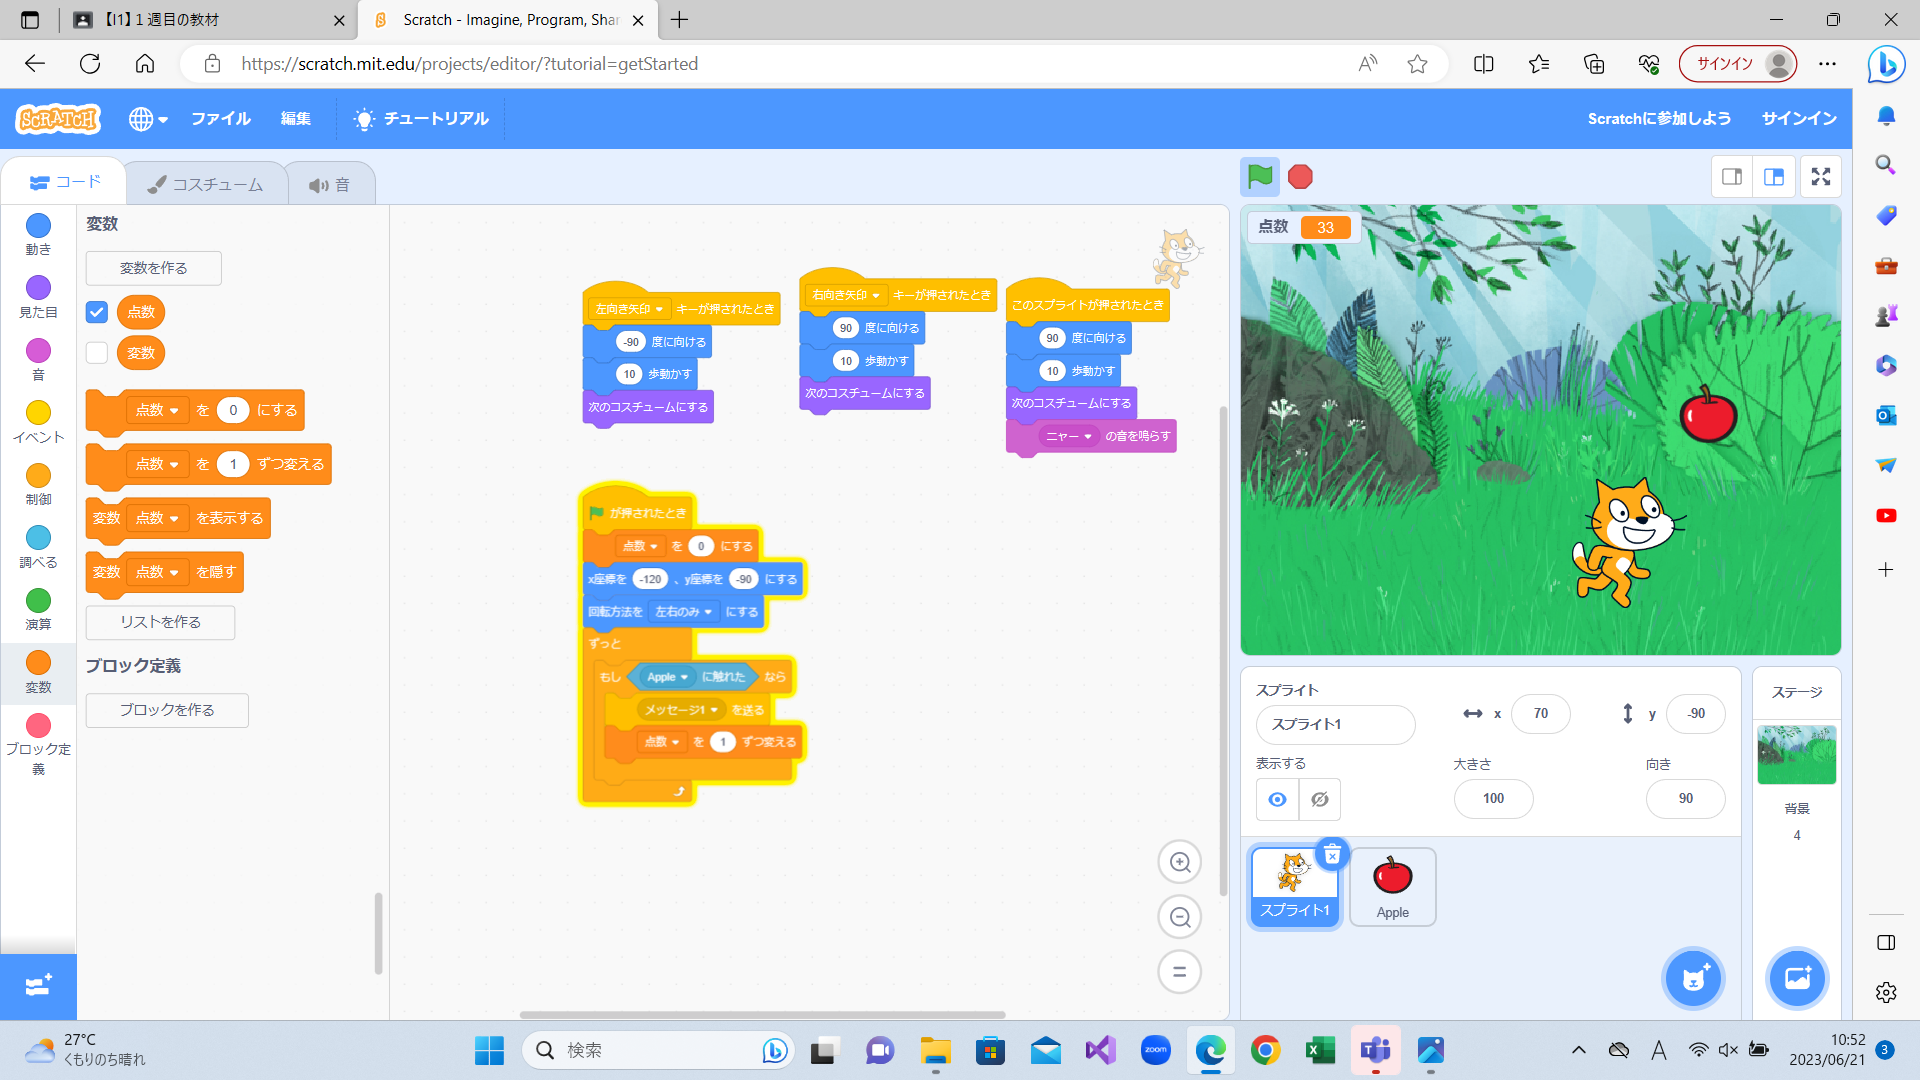 【I1】1 週目の教材
Scratch - Imagine, Program, Shar
https://scratch.mit.edu/projects/editor/?tutorial=getStarted
サインイン
SCRATCH
ファイル
編集
チュートリアル
Scratchに参加しよう
サインイン
コード
コスチューム
音
動き
見た目
音
イベント
制御
調べる
演算
変数
ブロック定
義
変数
変数を作る
点数
変数
点数 を 0 にする
点数 を 1 ずつ変える
変数 点数 を表示する
変数 点数 を隠す
リストを作る
ブロック定義
ブロックを作る
左向き矢印 キーが押されたとき
-90 度に向ける
10 歩動かす
次のコスチュームにする
右向き矢印 キーが押されたとき
90 度に向ける
10 歩動かす
次のコスチュームにする
このスプライトが押されたとき
90 度に向ける
10 歩動かす
次のコスチュームにする
ニャー の音を鳴らす
が押されたとき
点数 を 0 にする
x座標を -120 、y座標を -90 にする
回転方法を 左右のみ にする
ずっと
もし Apple に触れた なら
メッセージ1 を送る
点数 を 1 ずつ変える
点数 33
スプライト
スプライト1
x 70
y -90
表示する
大きさ
100
向き
90
スプライト1
Apple
ステージ
背景
4
27°C
くもりのち晴れ
検索
zoom
A
10:52
2023/06/21
3